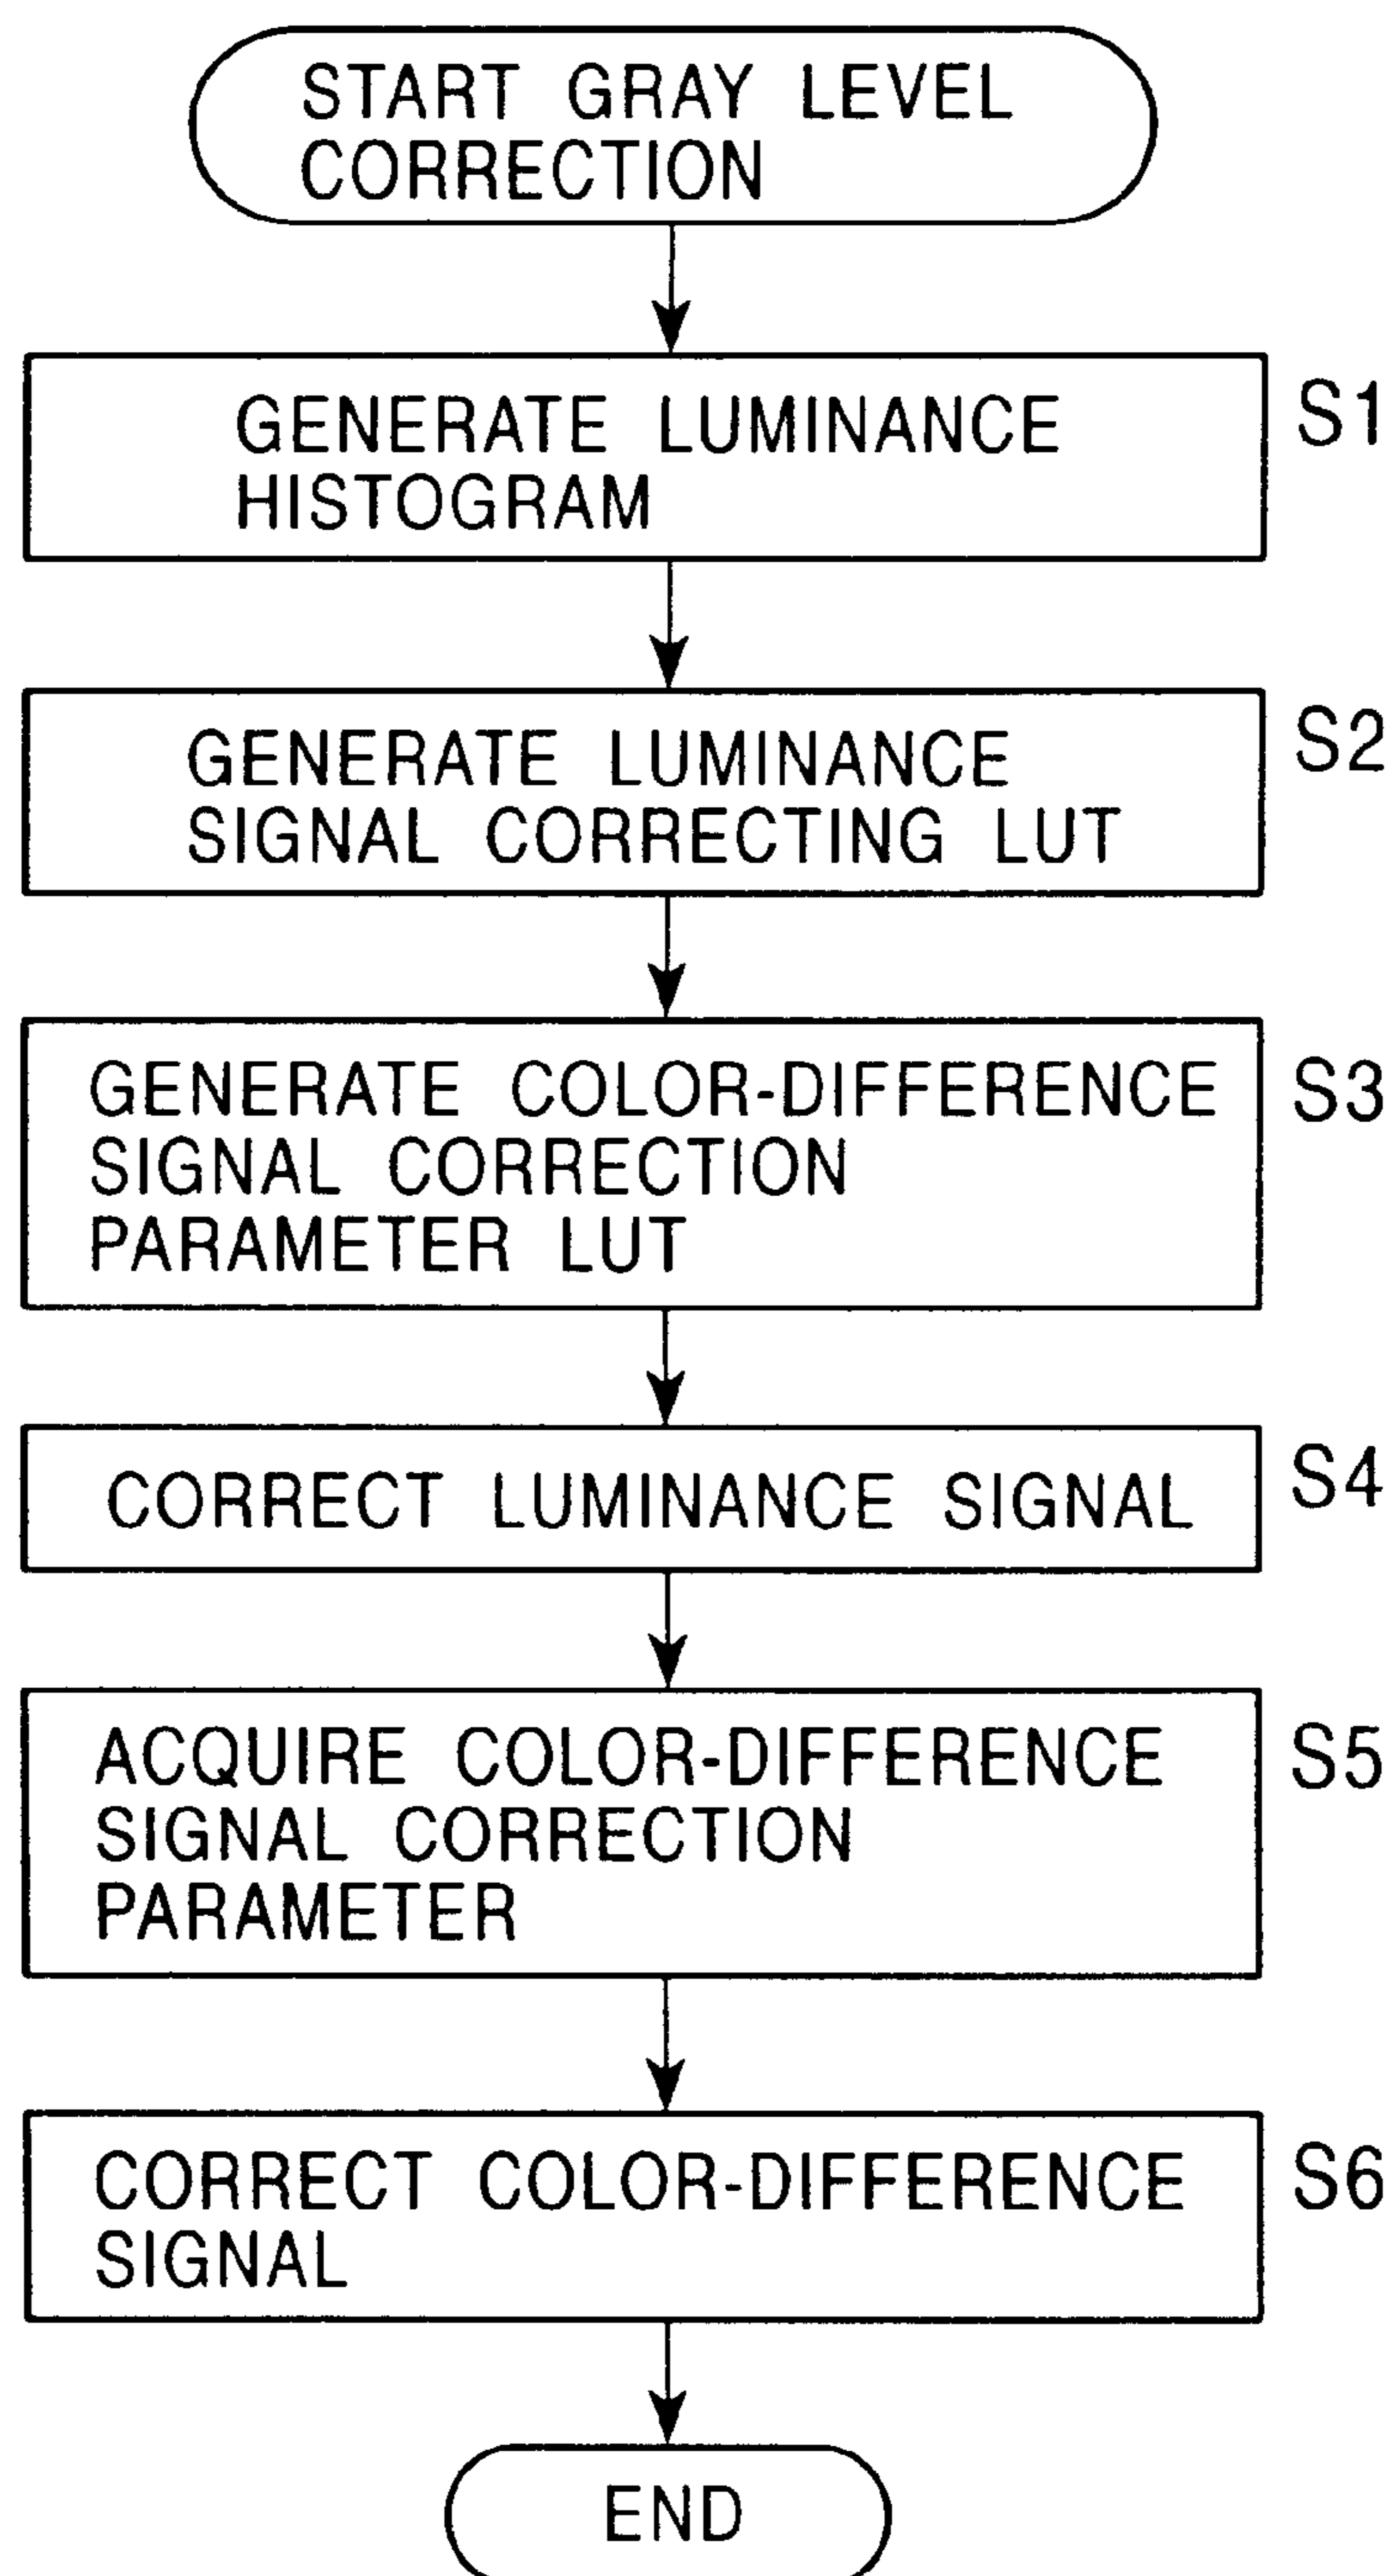 START GRAY LEVEL
CORRECTION
GENERATE LUMINANCE
HISTOGRAM
S1
GENERATE LUMINANCE
SIGNAL CORRECTING LUT
S2
GENERATE COLOR-DIFFERENCE
SIGNAL CORRECTION
PARAMETER LUT
S3
CORRECT LUMINANCE SIGNAL
S4
ACQUIRE COLOR-DIFFERENCE
SIGNAL CORRECTION
PARAMETER
S5
CORRECT COLOR-DIFFERENCE
SIGNAL
S6
END